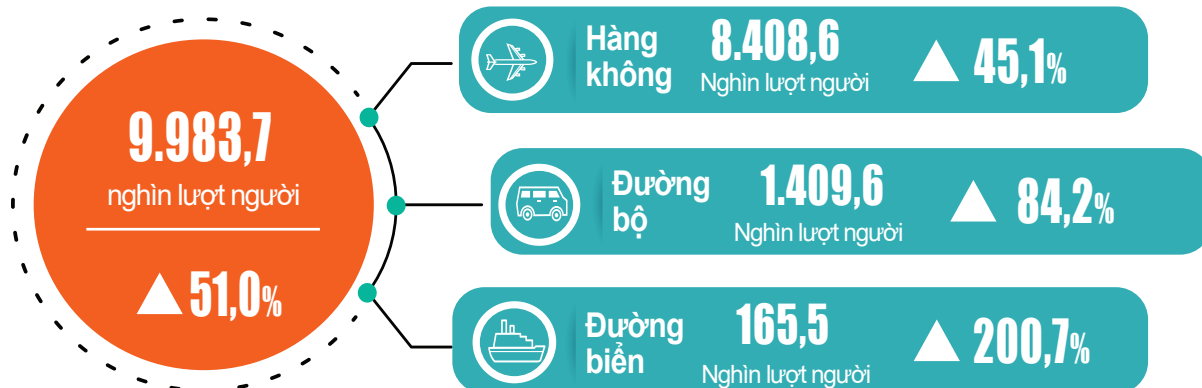 9.983,7
nghìn lượt người
▲ 51,0%
Hàng
không
8.408,6
Nghìn lượt người
▲ 45,1%
Đường
bộ
1.409,6
Nghìn lượt người
▲ 84,2%
Đường
biển
165,5
Nghìn lượt người
▲ 200,7%